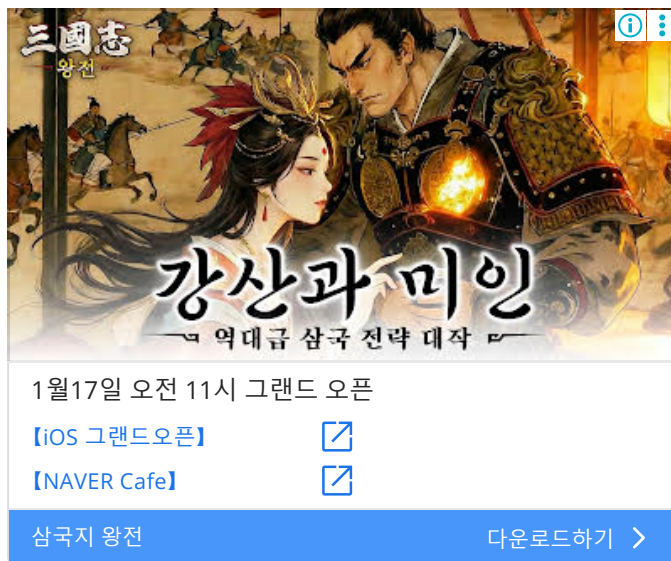 三國志
왕전
강산과 미인
역대급 삼국 전략 대작
1월17일 오전 11시 그랜드 오픈
【iOS 그랜드오픈】
【NAVER Cafe】
삼국지 왕전
다운로드하기